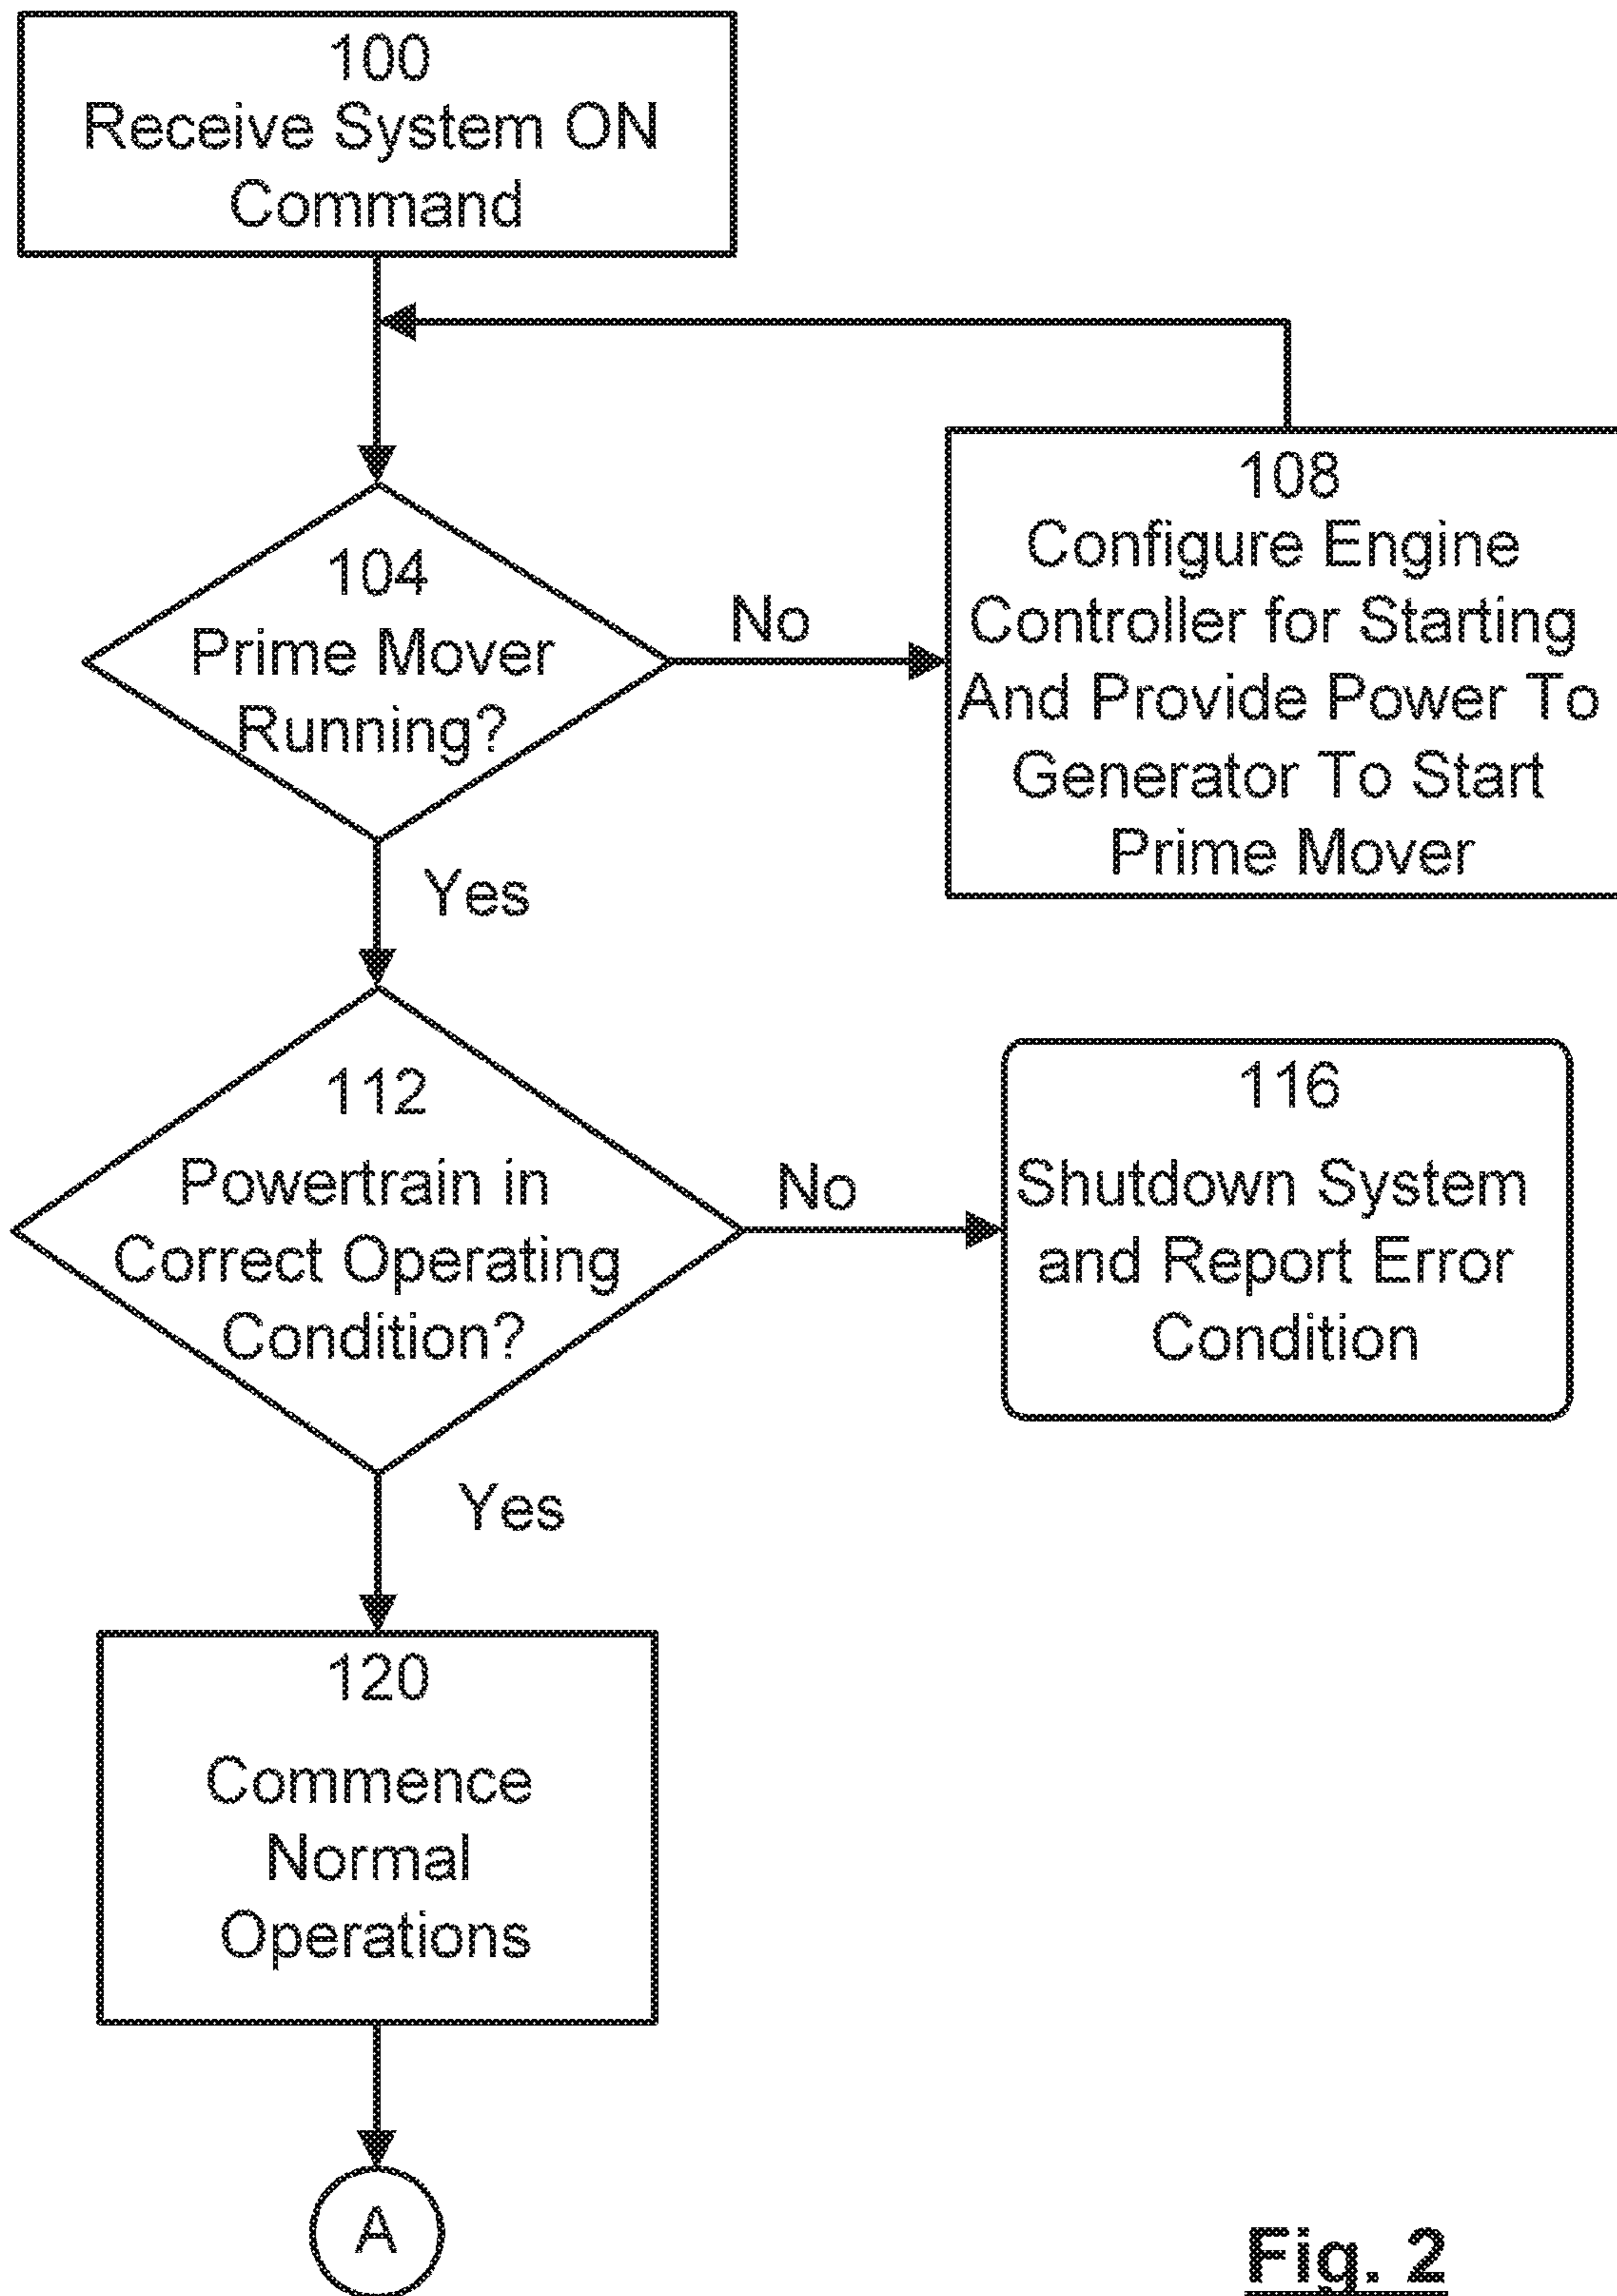 100
Receive System ON
Command
104
Prime Mover
Running?
No
108
Configure Engine
Controller for Starting
And Provide Power To
Generator To Start
Prime Mover
Yes
112
Powertrain in
Correct Operating
Condition?
No
116
Shutdown System
and Report Error
Condition
Yes
120
Commence
Normal
Operations
A
Fig. 2